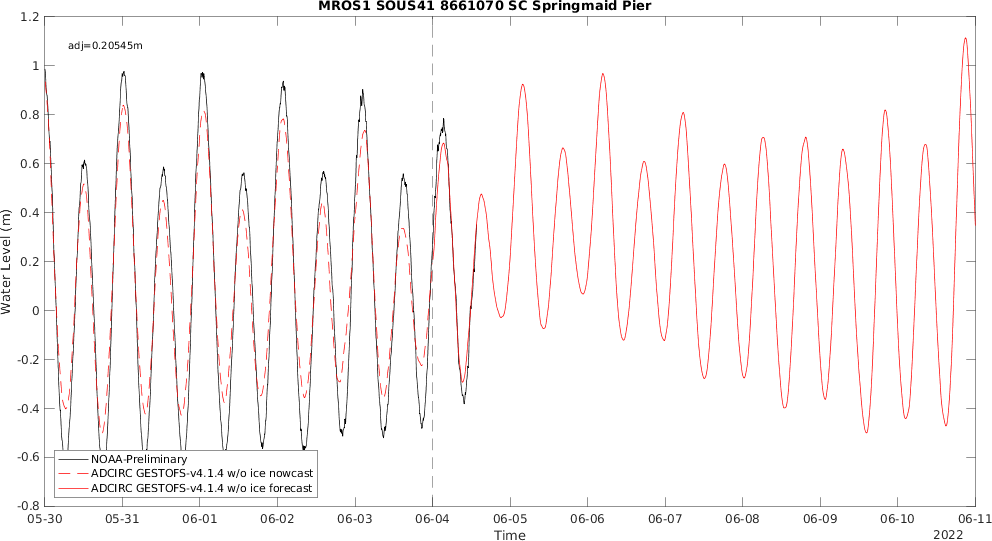 MROS1 SOUS41 8661070 SC Springmaid Pier
adj=0.20545m
1.2
1
0.8
0.6
0.4
0.2
0
-0.2
-0.4
-0.6
-0.8
Water Level (m)
NOAA-Preliminary
ADCIRC GESTOFS-v4.1.4 w/o ice nowcast
ADCIRC GESTOFS-v4.1.4 w/o ice forecast
05-30 05-31 06-01 06-02 06-03 06-04 06-05 06-06 06-07 06-08 06-09 06-10 06-11
Time
2022